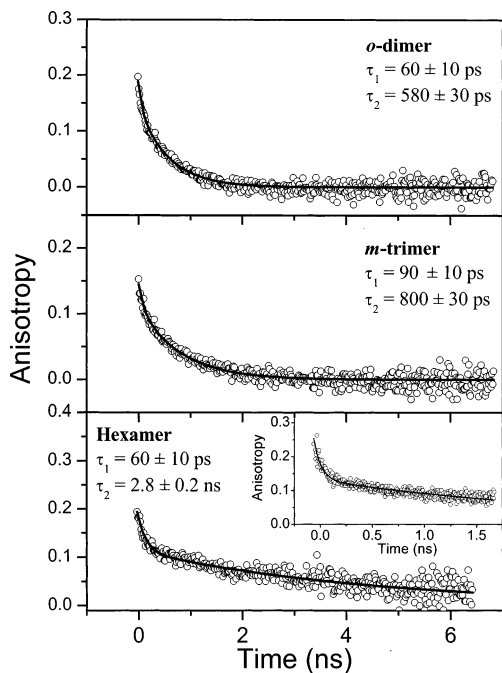 0.3
0.2
0.1
0.0
o-dimer
τ1 = 60 ± 10 ps
τ2 = 580 ± 30 ps
0.2
0.1
0.0
m-trimer
τ1 = 90 ± 10 ps
τ2 = 800 ± 30 ps
Anisotropy
0.4
0.3
0.2
0.1
0.0
Hexamer
τ1 = 60 ± 10 ps
τ2 = 2.8 ± 0.2 ns
0.3
0.2
0.1
0.0
Anisotropy
0.0 0.5 1.0 1.5
Time (ns)
0 2 4 6
Time (ns)